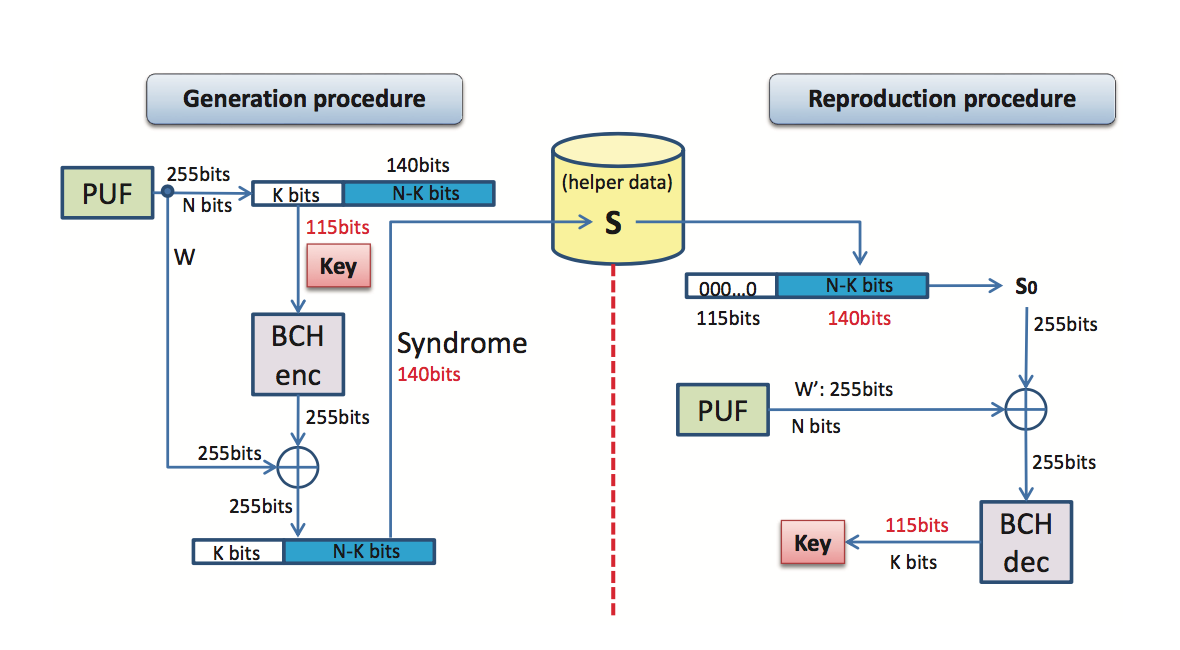 Generation procedure
Reproduction procedure
PUF
255bits
N bits
W
140bits
K bits
N-K bits
115bits
Key
BCH
enc
255bits
255bits
255bits
K bits
N-K bits
Syndrome
140bits
(helper data)
S
000...0
N-K bits
115bits
140bits
S0
255bits
PUF
W’: 255bits
N bits
255bits
BCH
dec
115bits
K bits
Key